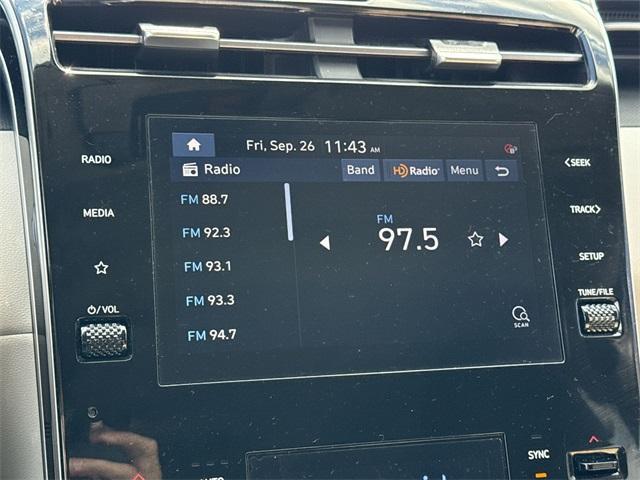 Fri, Sep. 26 11:43 AM
Radio Band HD Radio Menu
FM 88.7
FM 92.3
FM 93.1
FM 93.3
FM 94.7
FM
97.5
SCAN
RADIO
MEDIA
⏻/VOL
<SEEK
TRACK>
SETUP
TUNE/FILE
SYNC
AUTO